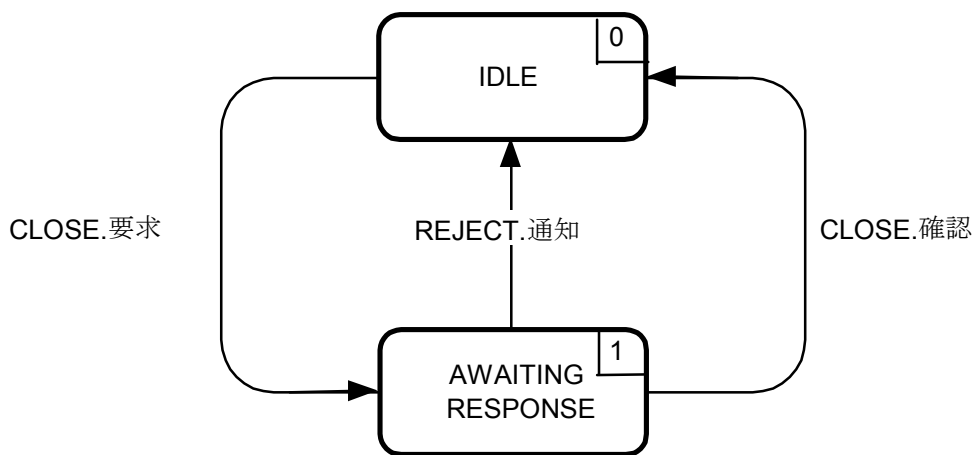 0
IDLE
CLOSE.要求
REJECT.通知
CLOSE.確認
1
AWAITING
RESPONSE